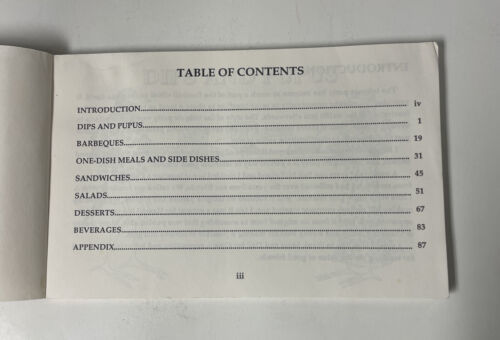 TABLE OF CONTENTS
INTRODUCTION............iv
DIPS AND PUPUS............1
BARBEQUES............19
ONE-DISH MEALS AND SIDE DISHES............31
SANDWICHES............45
SALADS............51
DESSERTS............67
BEVERAGES............83
APPENDIX............87
iii